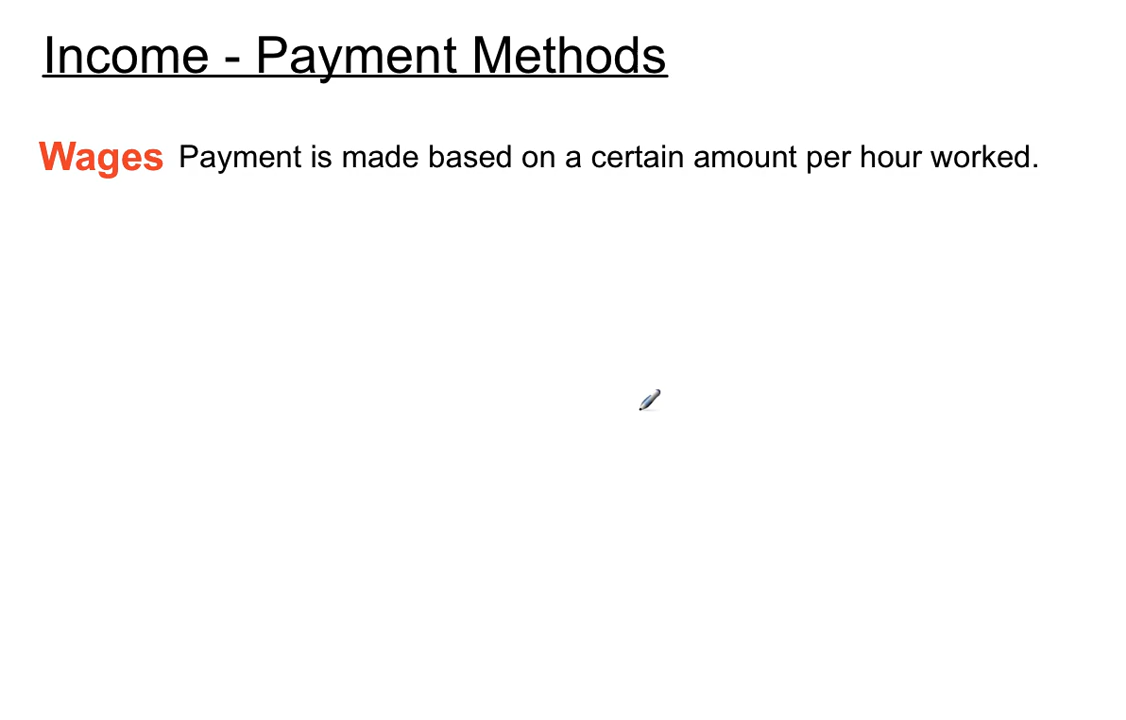 Income - Payment Methods
Wages Payment is made based on a certain amount per hour worked.